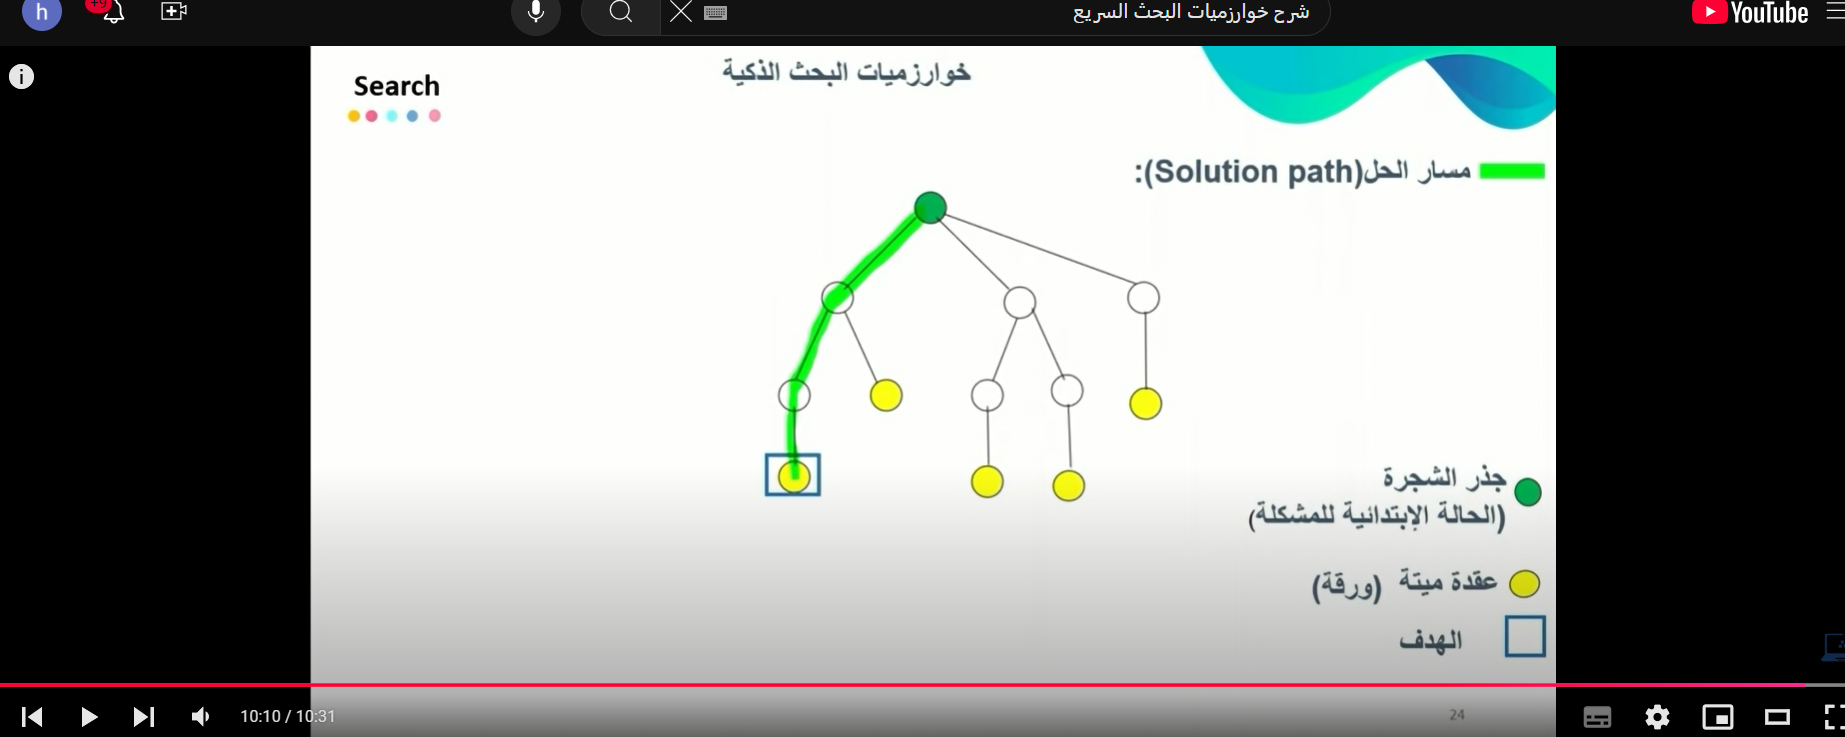 h
+9
شرح خوارزميات البحث السريع
YouTube
Search
خوارزميات البحث الذكية
مسار الحل(Solution path):
جذر الشجرة
(الحالة الإبتدائية للمشكلة)
عقدة ميتة (ورقة)
الهدف
10:10 / 10:31
24